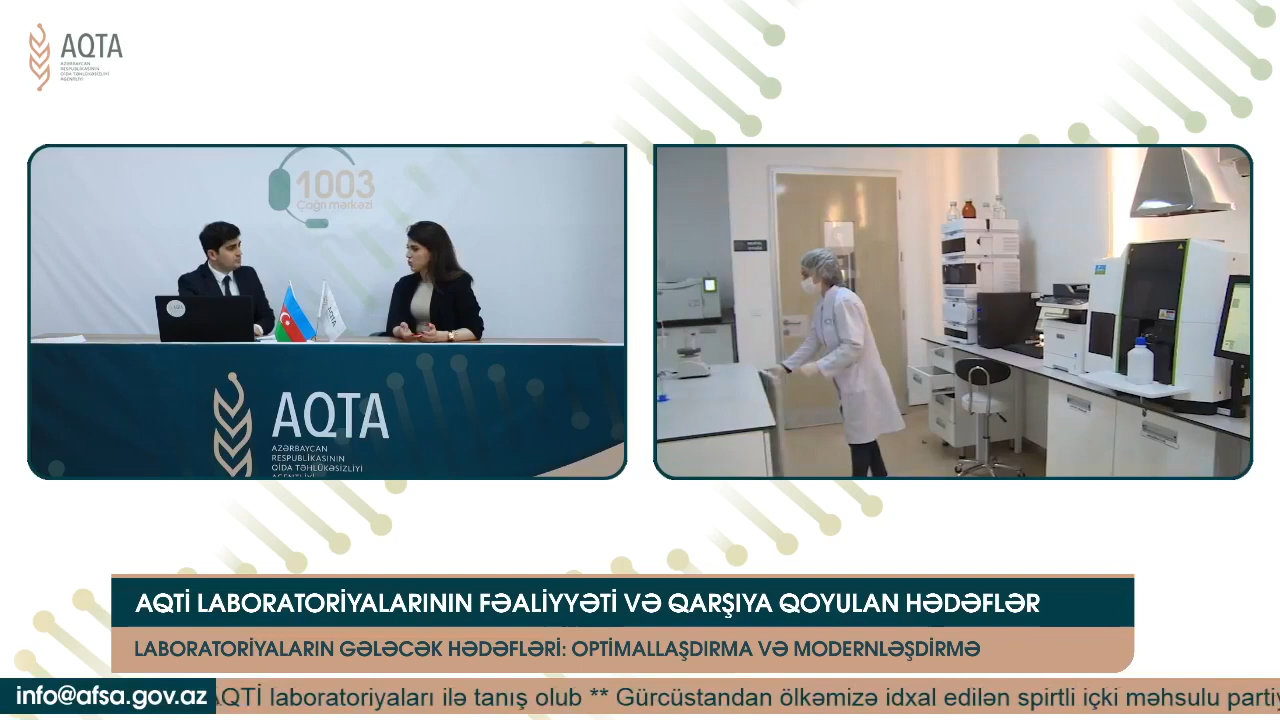 AQTA
AZƏRBAYCAN
RESPUBLİKASININ
QİDA TƏHLÜKƏSİZLİYİ
AGENTLİYİ
1003
Çağrı mərkəzi
AQTA
AQTA
AZƏRBAYCAN
RESPUBLİKASININ
QİDA TƏHLÜKƏSİZLİYİ
AGENTLİYİ
AQTİ LABORATORİYALARININ FƏALİYYƏTİ VƏ QARŞIYA QOYULAN HƏDƏFLƏR
LABORATORİYALARIN GƏLƏCƏK HƏDƏFLƏRİ: OPTİMALLAŞDIRMA VƏ MODERNLƏŞDİRMƏ
info@afsa.gov.az AQTİ laboratoriyaları ilə tanış olub ** Gürcüstandan ölkəmizə idxal edilən spirtli içki məhsulu partiy